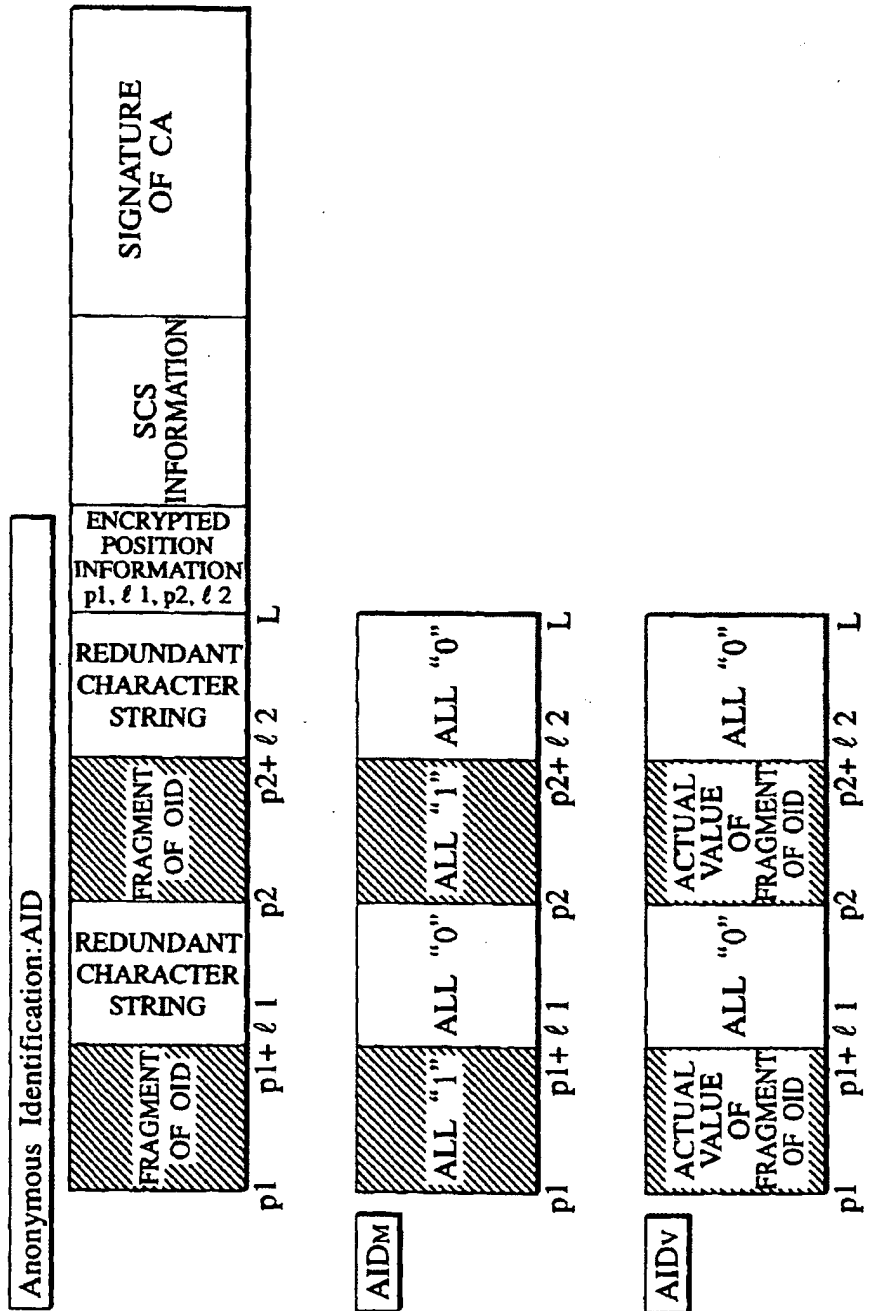 Anonymous Identification:AID
FRAGMENT
OF OID
REDUNDANT
CHARACTER
STRING
FRAGMENT
OF OID
REDUNDANT
CHARACTER
STRING
ENCRYPTED
POSITION
INFORMATION
p1, ℓ 1, p2, ℓ 2
SCS
INFORMATION
SIGNATURE
OF CA
p1 p1+ ℓ 1 p2 p2+ ℓ 2 L
AIDM
ALL “1”
ALL “0”
ALL “1”
ALL “0”
p1 p1+ ℓ 1 p2 p2+ ℓ 2 L
AIDV
ACTUAL
VALUE
OF
FRAGMENT
OF OID
ALL “0”
ACTUAL
VALUE
OF
FRAGMENT
OF OID
ALL “0”
p1 p1+ ℓ 1 p2 p2+ ℓ 2 L